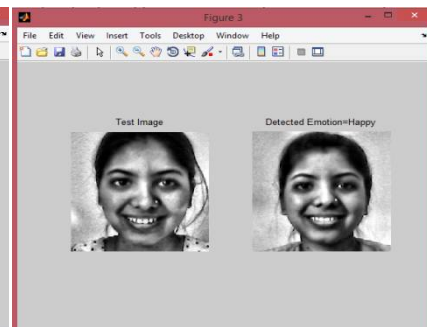 Figure 3
File Edit View Insert Tools Desktop Window Help
Test Image Detected Emotion=Happy